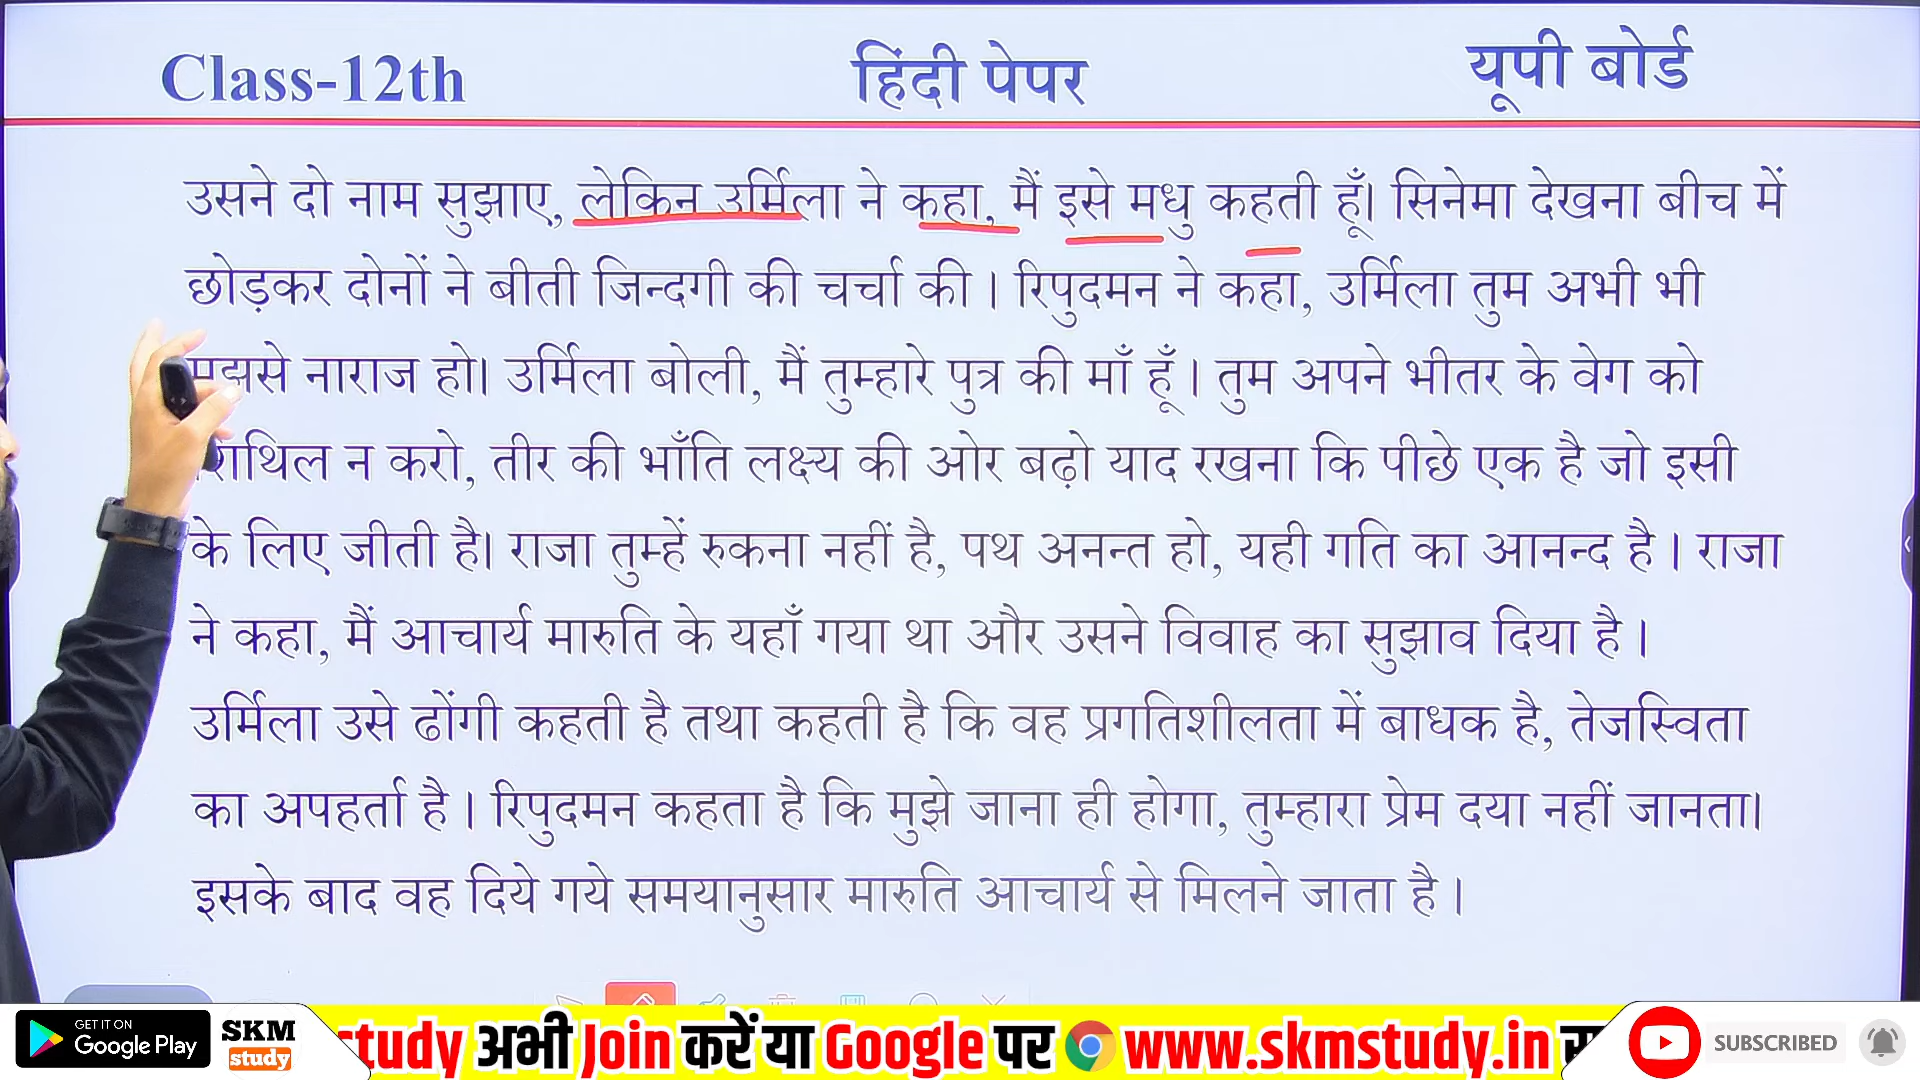 Class-12th हिंदी पेपर यूपी बोर्ड
उसने दो नाम सुझाए, लेकिन उर्मिला ने कहा, मैं इसे मधु कहती हूँ। सिनेमा देखना बीच में
छोड़कर दोनों ने बीती जिन्दगी की चर्चा की। रिपुदमन ने कहा, उर्मिला तुम अभी भी
नाराज हो। उर्मिला बोली, मैं तुम्हारे पुत्र की माँ हूँ। तुम अपने भीतर के वेग को
न करो, तीर की भाँति लक्ष्य की ओर बढ़ो याद रखना कि पीछे एक है जो इसी
के लिए जीती है। राजा तुम्हें रुकना नहीं है, पथ अनन्त हो, यही गति का आनन्द है। राजा
ने कहा, मैं आचार्य मारुति के यहाँ गया था और उसने विवाह का सुझाव दिया है।
उर्मिला उसे ढोंगी कहती है तथा कहती है कि वह प्रगतिशीलता में बाधक है, तेजस्विता
का अपहर्ता है। रिपुदमन कहता है कि मुझे जाना ही होगा, तुम्हारा प्रेम दया नहीं जानता।
इसके बाद वह दिये गये समयानुसार मारुति आचार्य से मिलने जाता है।
GET IT ON
Google Play
SKM
study
अभी Join करें या Google पर www.skmstudy.in
SUBSCRIBED